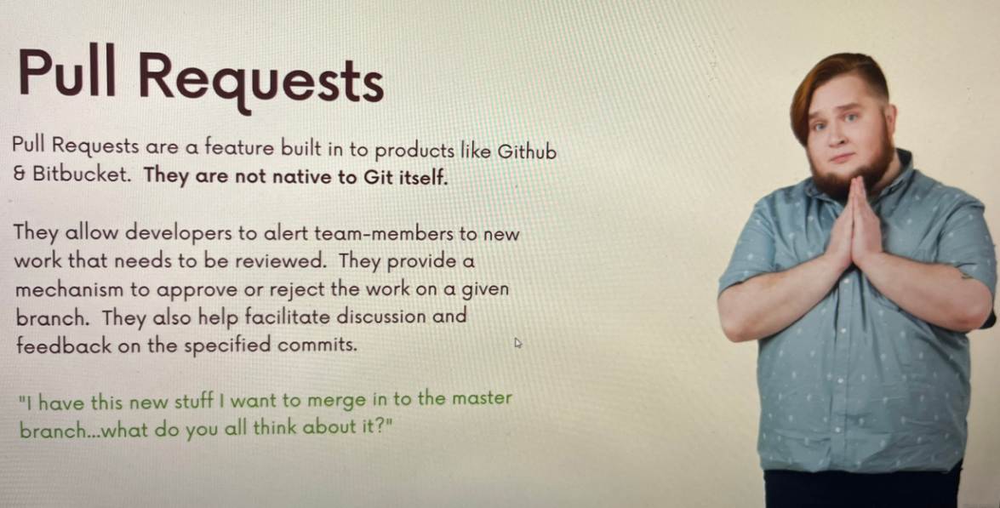 Pull Requests
Pull Requests are a feature built in to products like Github
& Bitbucket. They are not native to Git itself.
They allow developers to alert team-members to new
work that needs to be reviewed. They provide a
mechanism to approve or reject the work on a given
branch. They also help facilitate discussion and
feedback on the specified commits.
"I have this new stuff I want to merge in to the master
branch...what do you all think about it?"